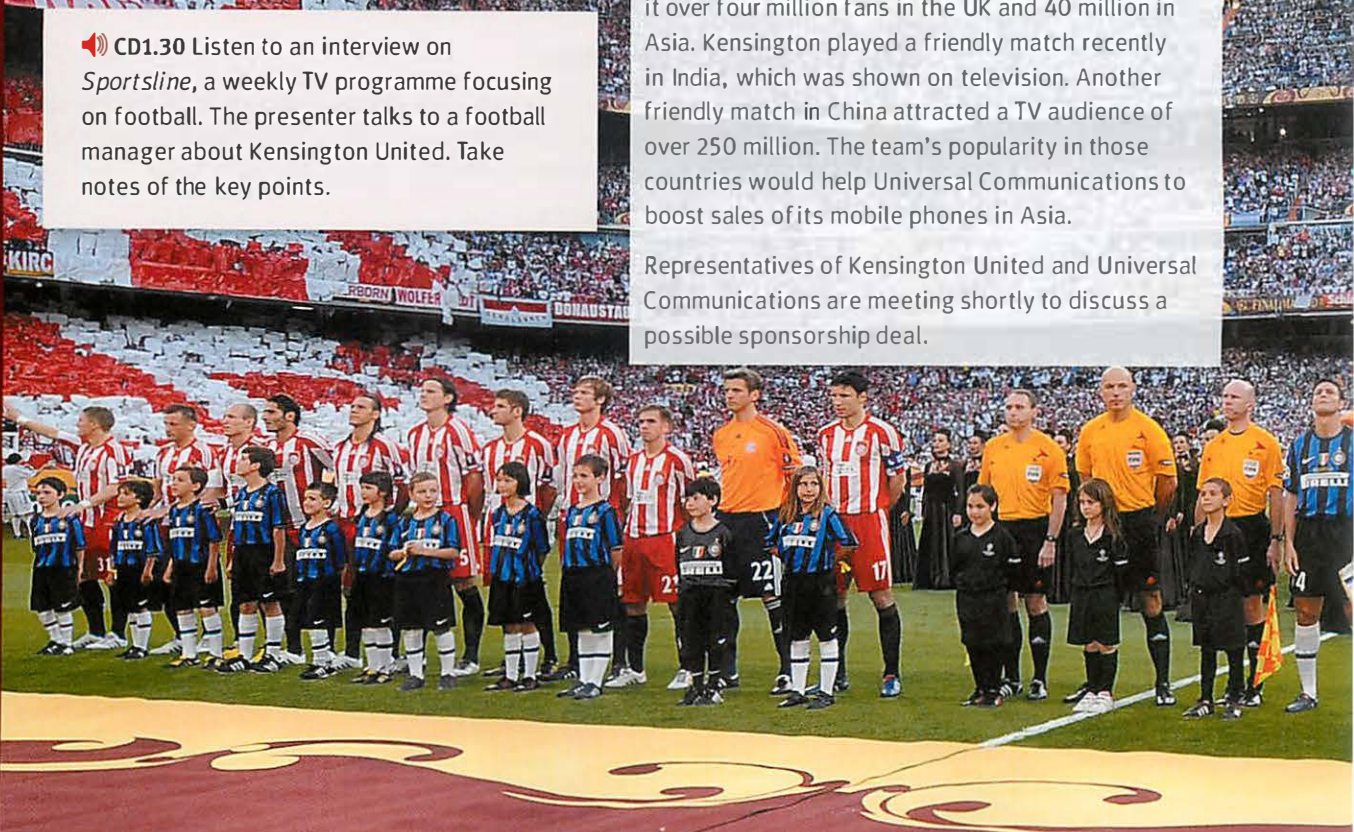 CD1.30 Listen to an interview on
Sportsline, a weekly TV programme focusing
on football. The presenter talks to a football
manager about Kensington United. Take
notes of the key points.
it over four million fans in the UK and 40 million in
Asia. Kensington played a friendly match recently
in India, which was shown on television. Another
friendly match in China attracted a TV audience of
over 250 million. The team's popularity in those
countries would help Universal Communications to
boost sales of its mobile phones in Asia.
Representatives of Kensington United and Universal
Communications are meeting shortly to discuss a
possible sponsorship deal.
KIRC
RBORN WOLFER
DONAUSTAU
31
5
21
22
17
4